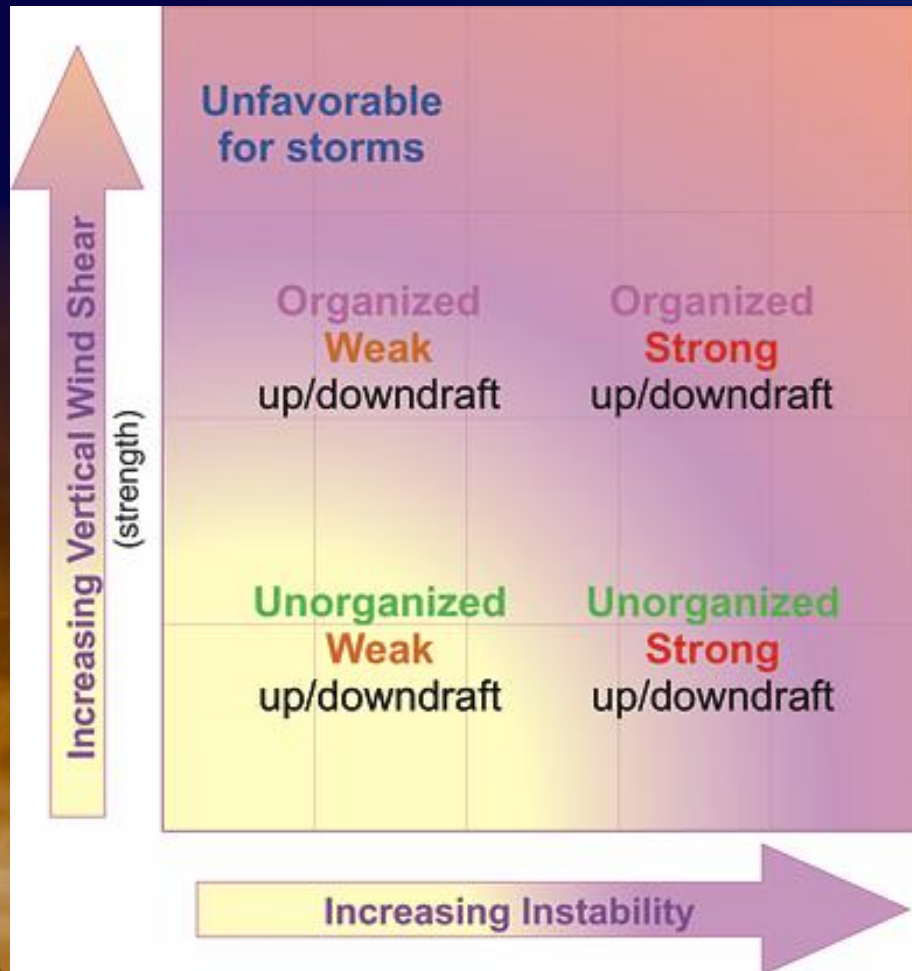 Unfavorable
for storms
Increasing Vertical Wind Shear
(strength)
Organized
Weak
up/downdraft
Organized
Strong
up/downdraft
Unorganized
Weak
up/downdraft
Unorganized
Strong
up/downdraft
Increasing Instability